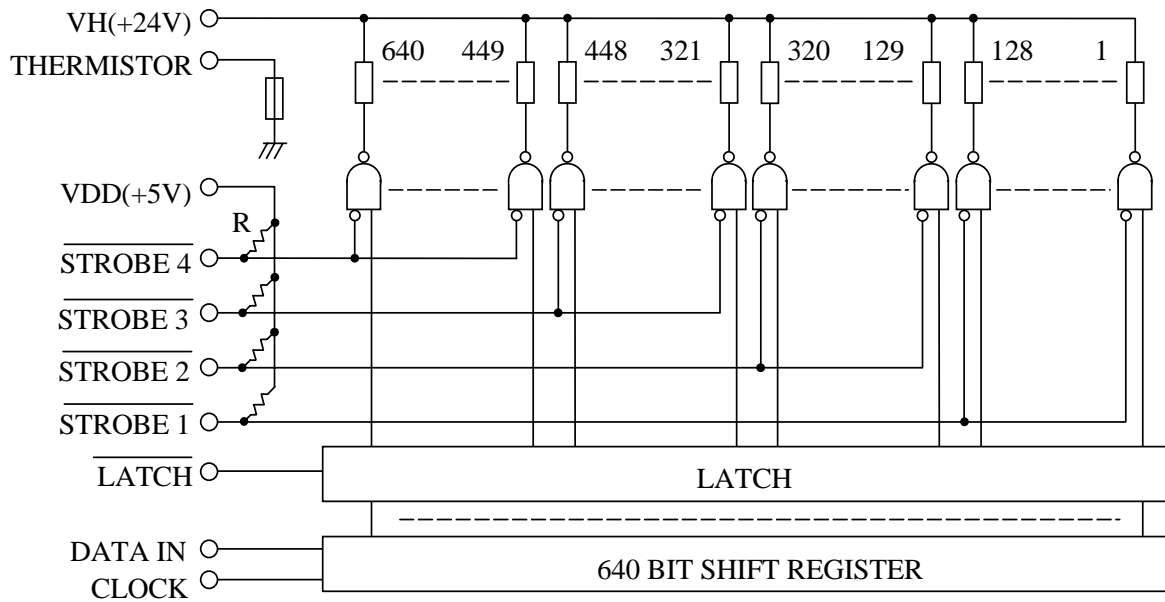 VH(+24V)
640 449 448 321 320 129 128 1
THERMISTOR
VDD(+5V)
R
STROBE 4
STROBE 3
STROBE 2
STROBE 1
LATCH
LATCH
DATA IN
640 BIT SHIFT REGISTER
CLOCK